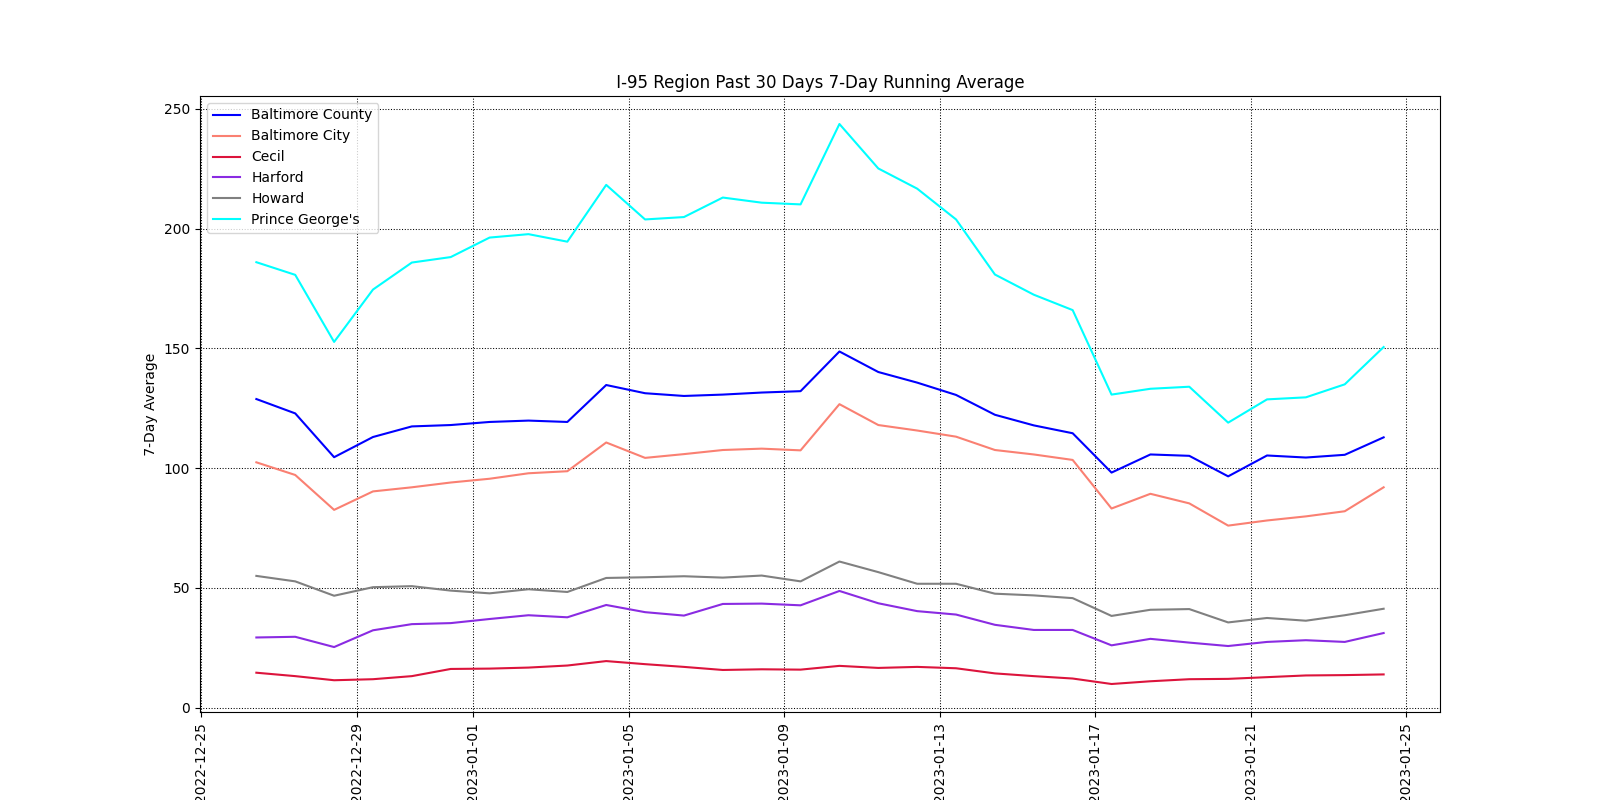 I-95 Region Past 30 Days 7-Day Running Average
250
200
150
100
50
0
7-Day Average
Baltimore County
Baltimore City
Cecil
Harford
Howard
Prince George's
2022-12-25
2022-12-29
2023-01-01
2023-01-05
2023-01-09
2023-01-13
2023-01-17
2023-01-21
2023-01-25